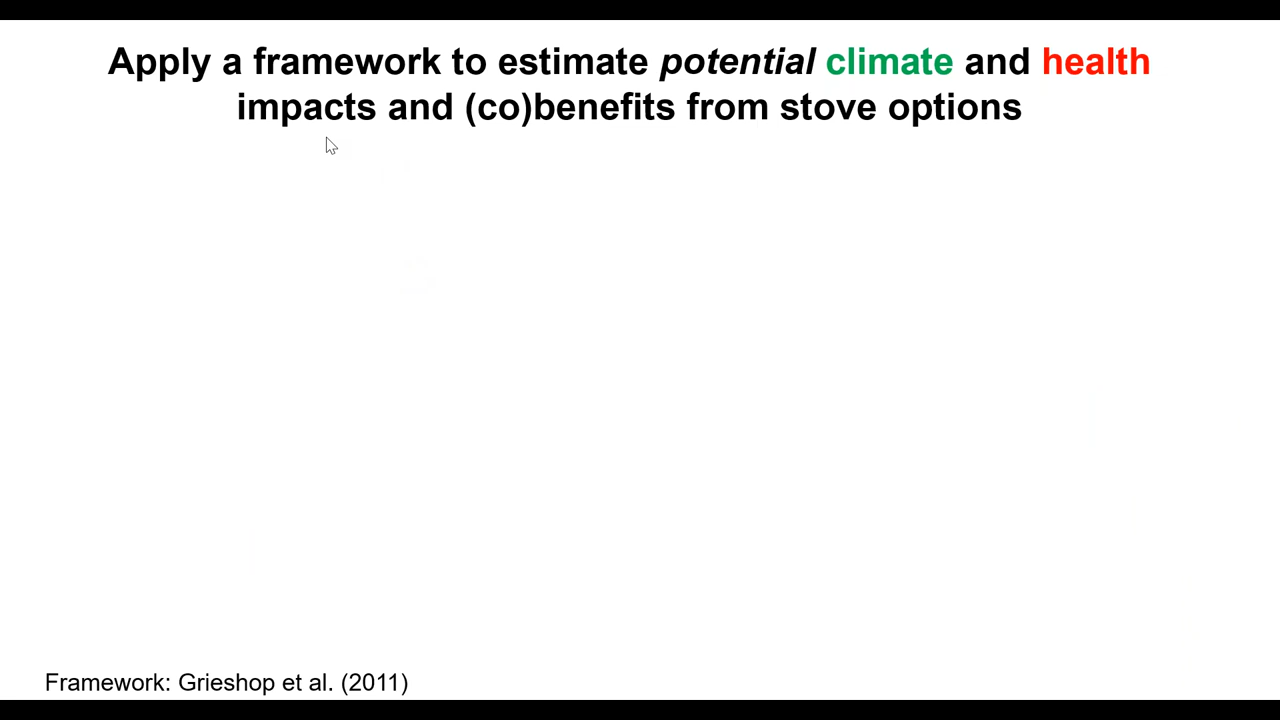 Apply a framework to estimate potential climate and health
impacts and (co)benefits from stove options
Framework: Grieshop et al. (2011)